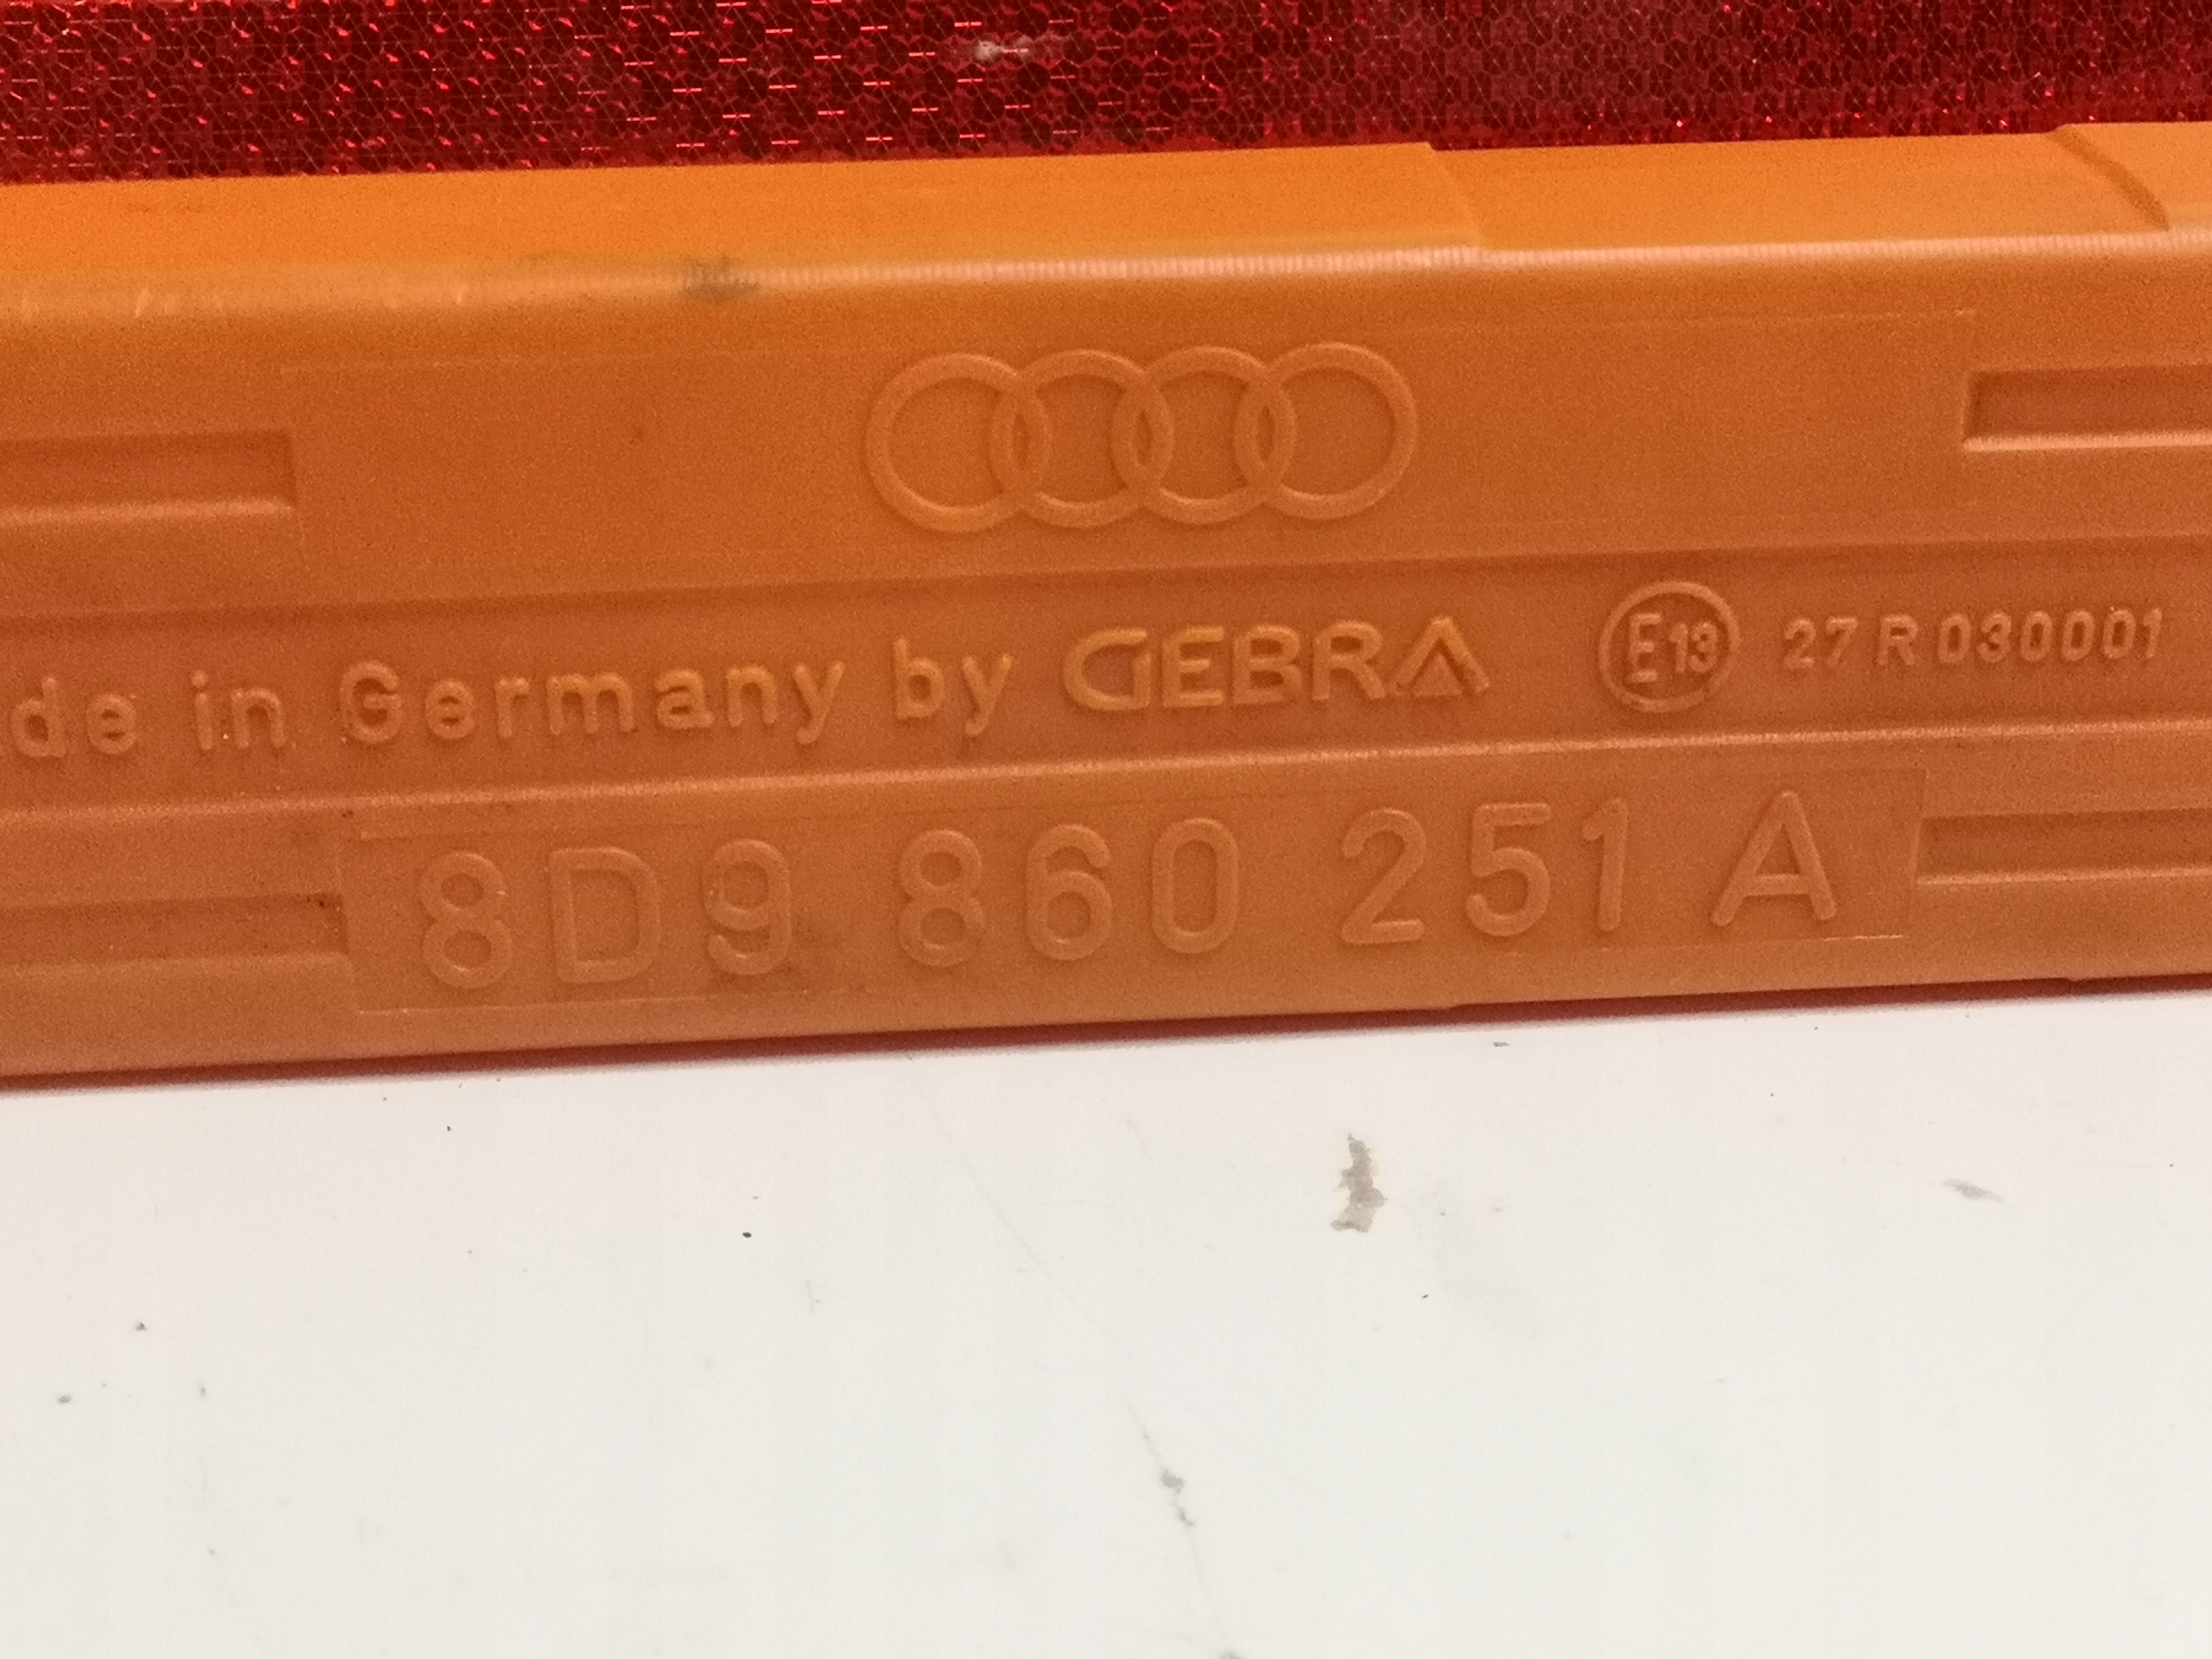 de in Germany by GEBRA E13 27 R 030001
8D9 860 251 A